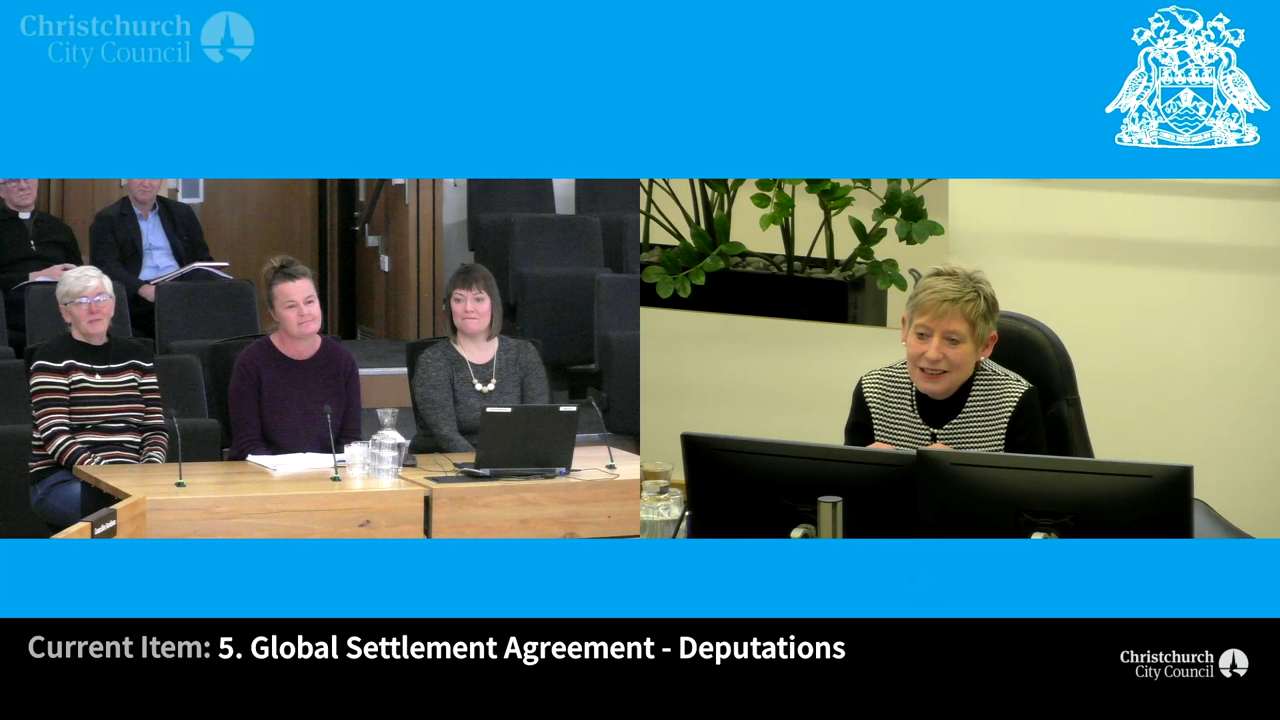 Christchurch
City Council
Current Item: 5. Global Settlement Agreement - Deputations
Christchurch
City Council